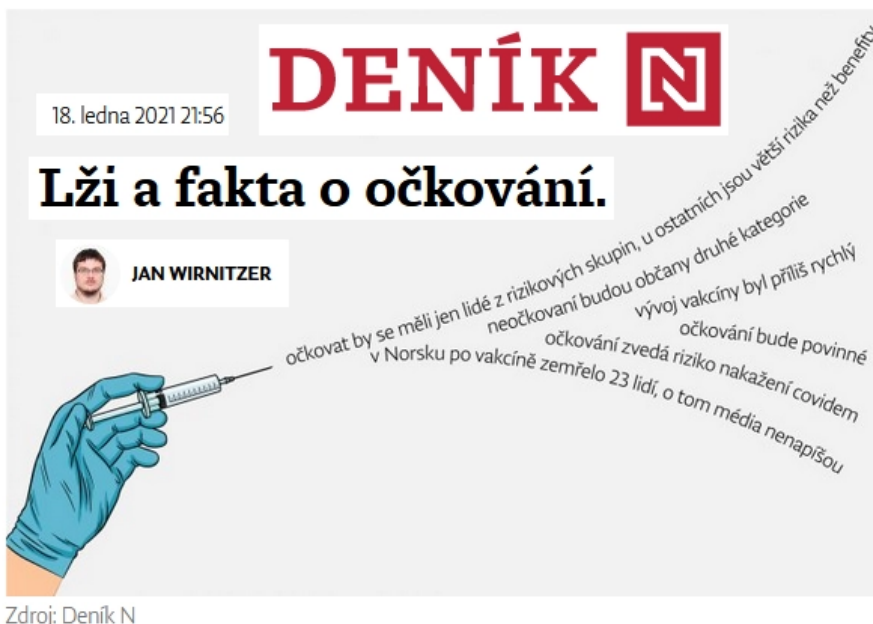 DENÍK N
18. ledna 2021 21:56
Lži a fakta o očkování.
JAN WIRNITZER
očkovat by se měli jen lidé z rizikových skupin, u ostatních jsou větší rizika než benefity
neočkovaní budou občany druhé kategorie
vývoj vakcíny byl příliš rychlý
očkování bude povinné
očkování zvedá riziko nakažení covidem
v Norsku po vakcíně zemřelo 23 lidí, o tom média nenapíšou
Zdroj: Deník N